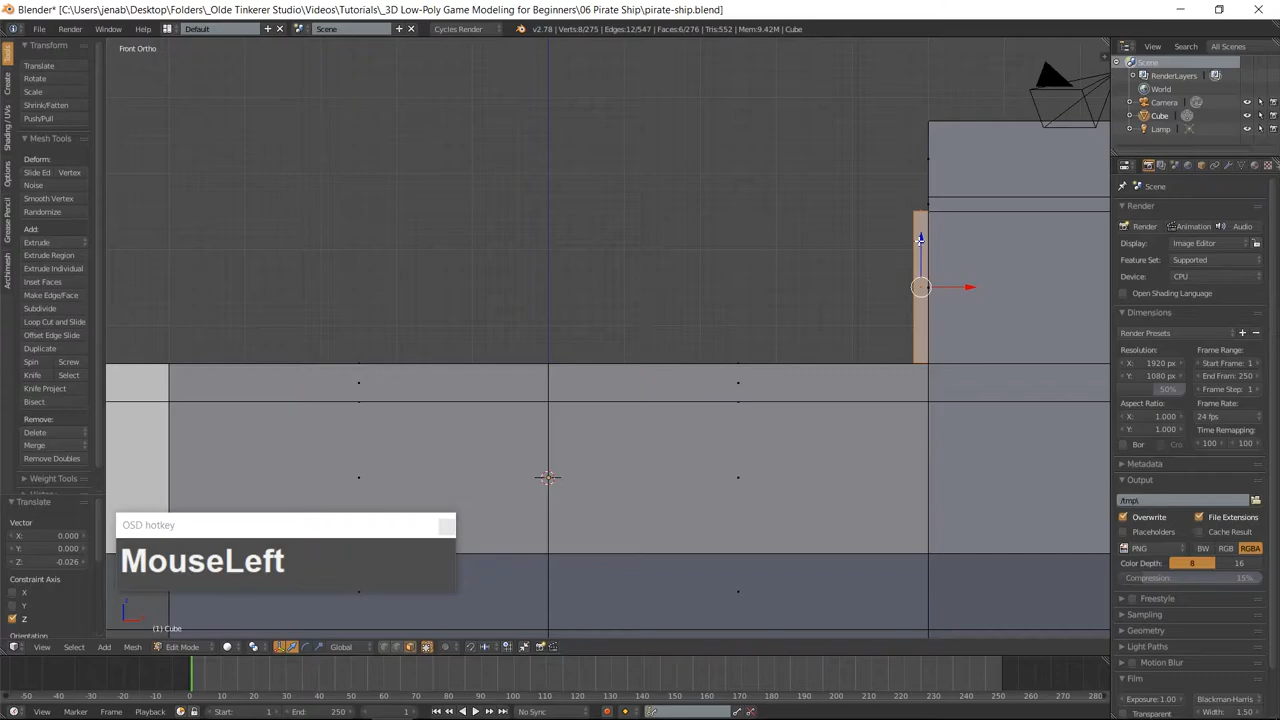 Blender* [C:\Users\jenab\Desktop\Folders\_Olde Tinkerer Studio\Videos\Tutorials\_3D Low-Poly Game Modeling for Beginners\06 Pirate Ship\pirate-ship.blend]
File Render Window Help Default Scene Cycles Render v2.78 | Verts:8/275 | Edges:12/547 | Faces:6/276 | Tris:552 | Mem:9.42M | Cube
Tools
Create
Shading / UVs
Options
Grease Pencil
Archimesh
Transform
Translate
Rotate
Scale
Shrink/Fatten
Push/Pull
Mesh Tools
Deform:
Slide Ed Vertex
Noise
Smooth Vertex
Randomize
Add:
Extrude
Extrude Region
Extrude Individual
Inset Faces
Make Edge/Face
Subdivide
Loop Cut and Slide
Offset Edge Slide
Duplicate
Spin Screw
Knife Select
Knife Project
Bisect
Remove:
Delete
Merge
Remove Doubles
Weight Tools
Translate
Vector
X: 0.000
Y: 0.000
Z: -0.026
Constraint Axis
X
Y
Z
Orientation
Front Ortho
OSD hotkey
MouseLeft
(1) Cube
View Select Add Mesh Edit Mode Global
View Search All Scenes
Scene
RenderLayers
World
Camera
Cube
Lamp
Scene
Render
Render Animation Audio
Display: Image Editor
Feature Set: Supported
Device: CPU
Open Shading Language
Dimensions
Render Presets
Resolution: Frame Range:
X: 1920 px Start Frame: 1
Y: 1080 px End Fram: 250
50% Frame Step: 1
Aspect Ratio: Frame Rate:
X: 1.000 24 fps
Y: 1.000 Time Remapping:
Bor Cro 100 100
Metadata
Output
/tmp\
Overwrite File Extensions
Placeholders Cache Result
PNG BW RGB RGBA
Color Depth: 8 16
Compression: 15%
Freestyle
Sampling
Geometry
Light Paths
Motion Blur
Film
Exposure: 1.00 Blackman-Harris
Transparent Width: 1.50
-50 -40 -30 -20 -10 0 10 20 30 40 50 60 70 80 90 100 110 120 130 140 150 160 170 180 190 200 210 220 230 240 250 260 270 280
View Marker Frame Playback Start: 1 End: 250 1 No Sync